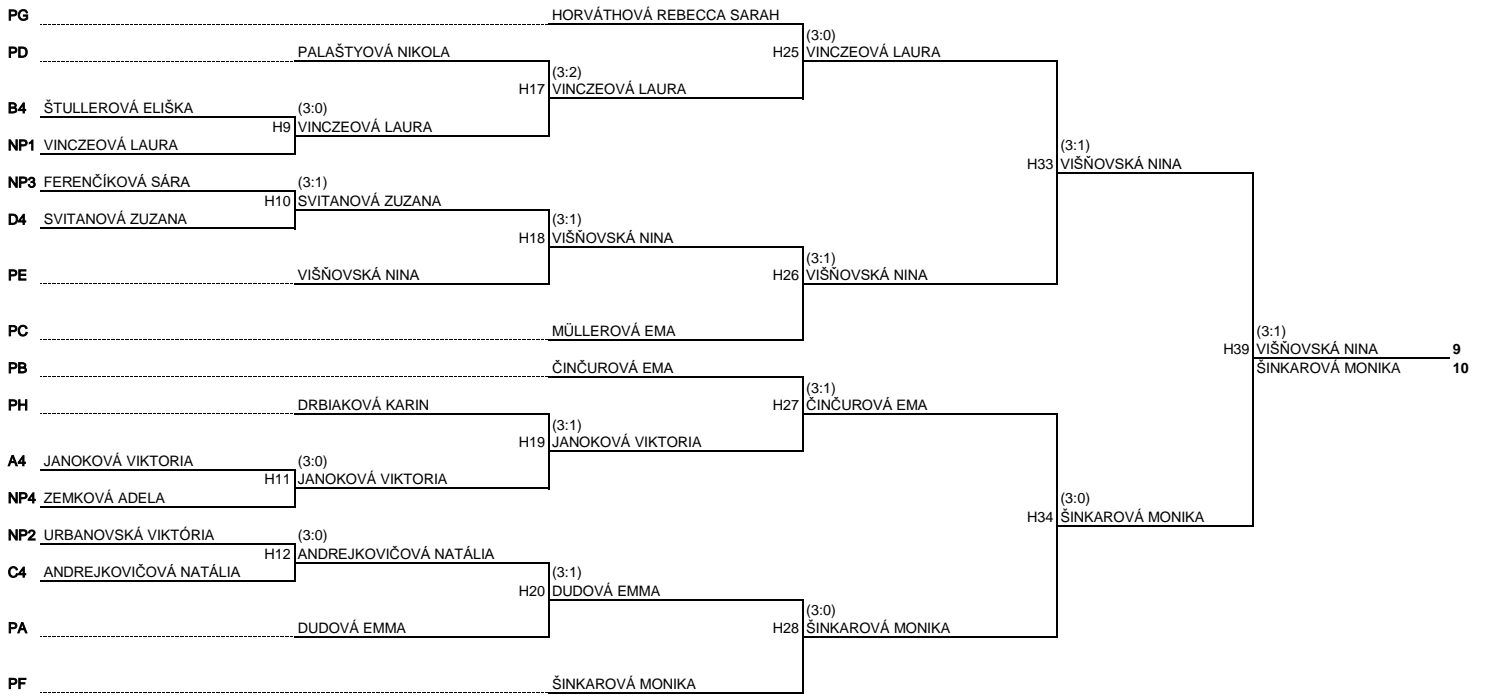 PG HORVÁTHOVÁ REBECCA SARAH
(3:0)
PD PALAŠTYOVÁ NIKOLA H25 VINCZEOVÁ LAURA
(3:2)
H17 VINCZEOVÁ LAURA
B4 ŠTULLEROVÁ ELIŠKA (3:0)
H9 VINCZEOVÁ LAURA
NP1 VINCZEOVÁ LAURA (3:1)
H33 VIŠŇOVSKÁ NINA
NP3 FERENČÍKOVÁ SÁRA (3:1)
H10 SVITANOVÁ ZUZANA
D4 SVITANOVÁ ZUZANA (3:1)
H18 VIŠŇOVSKÁ NINA
(3:1)
PE VIŠŇOVSKÁ NINA H26 VIŠŇOVSKÁ NINA
PC MÜLLEROVÁ EMA (3:1)
H39 VIŠŇOVSKÁ NINA 9
PB ČINČUROVÁ EMA ŠINKAROVÁ MONIKA 10
(3:1)
PH DRBIAKOVÁ KARIN H27 ČINČUROVÁ EMA
(3:1)
H19 JANOKOVÁ VIKTORIA
A4 JANOKOVÁ VIKTORIA (3:0)
H11 JANOKOVÁ VIKTORIA
NP4 ZEMKOVÁ ADELA (3:0)
H34 ŠINKAROVÁ MONIKA
NP2 URBANOVSKÁ VIKTÓRIA (3:0)
H12 ANDREJKOVIČOVÁ NATÁLIA
C4 ANDREJKOVIČOVÁ NATÁLIA (3:1)
H20 DUDOVÁ EMMA
(3:0)
PA DUDOVÁ EMMA H28 ŠINKAROVÁ MONIKA
PF ŠINKAROVÁ MONIKA